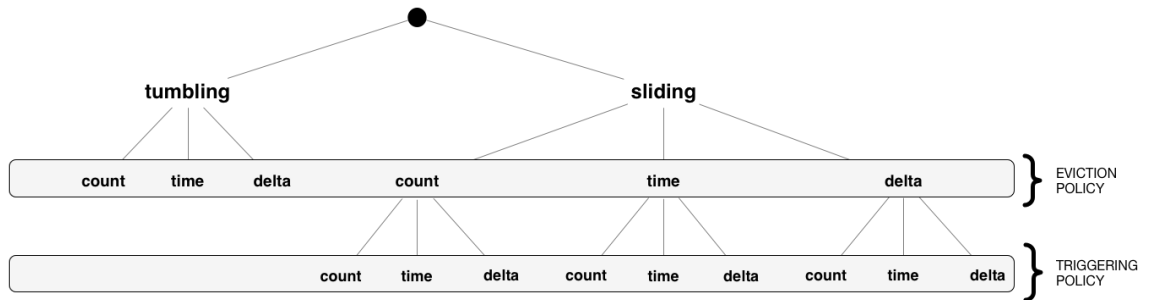 tumbling
sliding
count time delta count time delta
EVICTION
POLICY
count time delta count time delta count time delta
TRIGGERING
POLICY